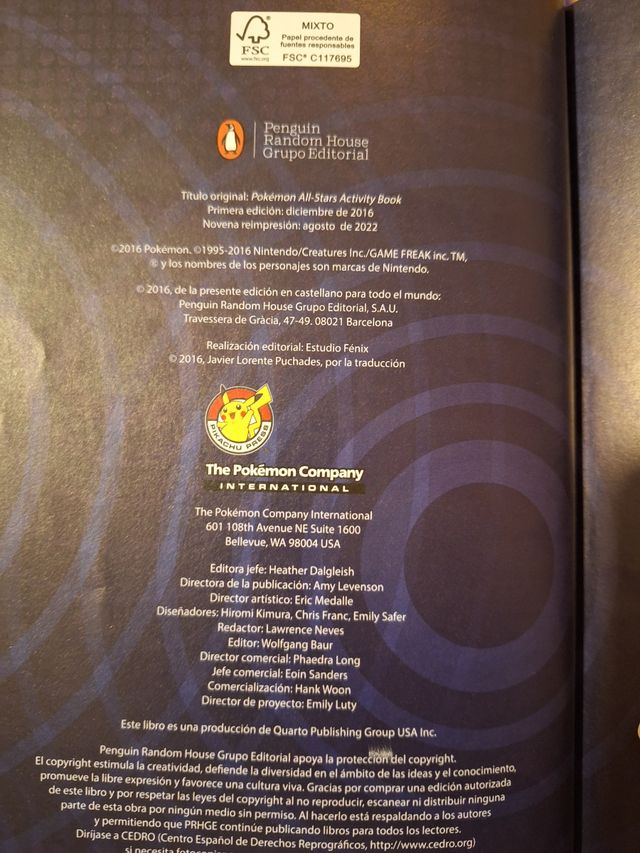 FSC
www.fsc.org
MIXTO
Papel procedente de
fuentes responsables
FSC® C117695
Penguin
Random House
Grupo Editorial
Título original: Pokémon All-Stars Activity Book
Primera edición: diciembre de 2016
Novena reimpresión: agosto de 2022
©2016 Pokémon. ©1995-2016 Nintendo/Creatures Inc./GAME FREAK inc. TM,
® y los nombres de los personajes son marcas de Nintendo.
© 2016, de la presente edición en castellano para todo el mundo:
Penguin Random House Grupo Editorial, S.A.U.
Travessera de Gràcia, 47-49. 08021 Barcelona
Realización editorial: Estudio Fénix
© 2016, Javier Lorente Puchades, por la traducción
PIKACHU PRESS
The Pokémon Company
INTERNATIONAL
The Pokémon Company International
601 108th Avenue NE Suite 1600
Bellevue, WA 98004 USA
Editora jefe: Heather Dalgleish
Directora de la publicación: Amy Levenson
Director artístico: Eric Medalle
Diseñadores: Hiromi Kimura, Chris Franc, Emily Safer
Redactor: Lawrence Neves
Editor: Wolfgang Baur
Director comercial: Phaedra Long
Jefe comercial: Eoin Sanders
Comercialización: Hank Woon
Director de proyecto: Emily Luty
Este libro es una producción de Quarto Publishing Group USA Inc.
Penguin Random House Grupo Editorial apoya la protección del copyright.
El copyright estimula la creatividad, defiende la diversidad en el ámbito de las ideas y el conocimiento,
promueve la libre expresión y favorece una cultura viva. Gracias por comprar una edición autorizada
de este libro y por respetar las leyes del copyright al no reproducir, escanear ni distribuir ninguna
parte de esta obra por ningún medio sin permiso. Al hacerlo está respaldando a los autores
y permitiendo que PRHGE continúe publicando libros para todos los lectores.
Diríjase a CEDRO (Centro Español de Derechos Reprográficos, http://www.cedro.org)
si necesita